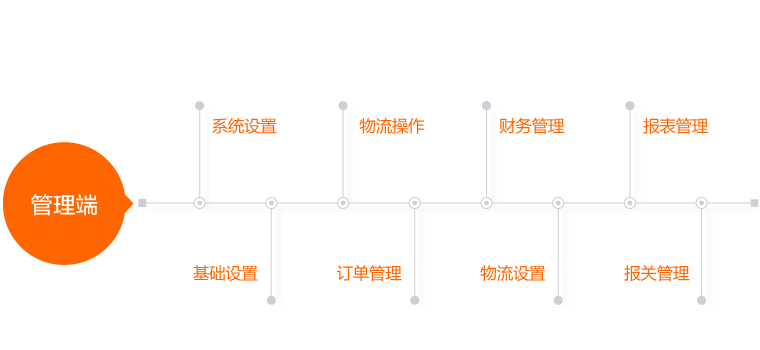 系统设置
物流操作
财务管理
报表管理
管理端
基础设置
订单管理
物流设置
报关管理